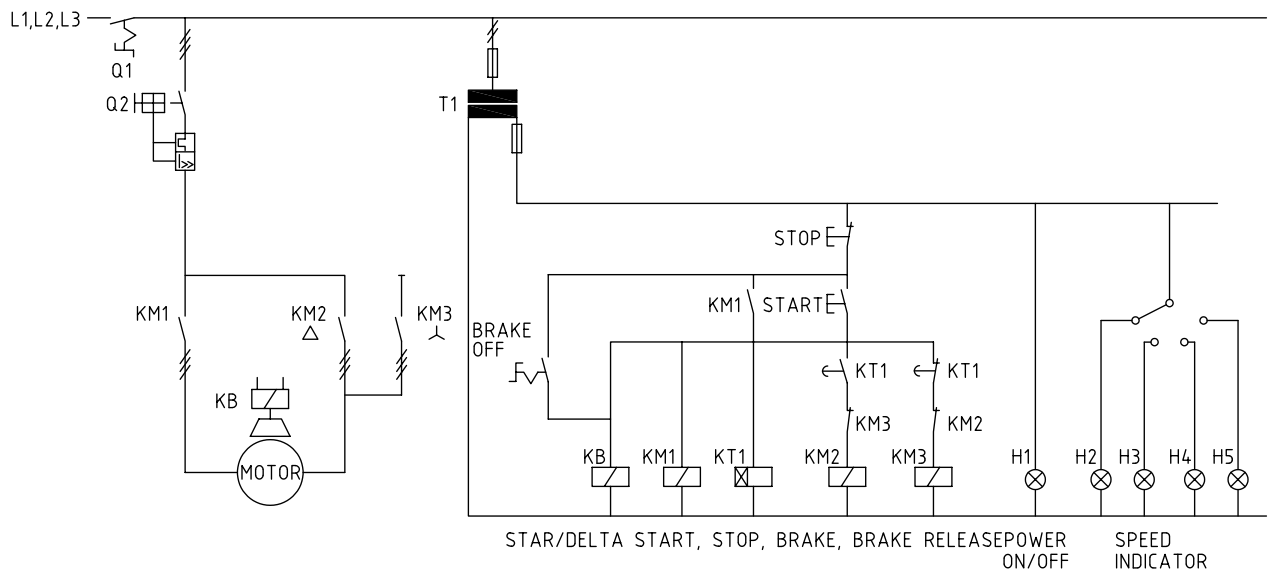 L1,L2,L3
Q1
Q2
T1
STOP
KM1
START
KM1
KM2
KM3
BRAKE
OFF
KT1
KT1
KB
KM3
KM2
MOTOR
KB
KM1
KT1
KM2
KM3
H1
H2
H3
H4
H5
STAR/DELTA START, STOP, BRAKE, BRAKE RELEASE
POWER
ON/OFF
SPEED
INDICATOR